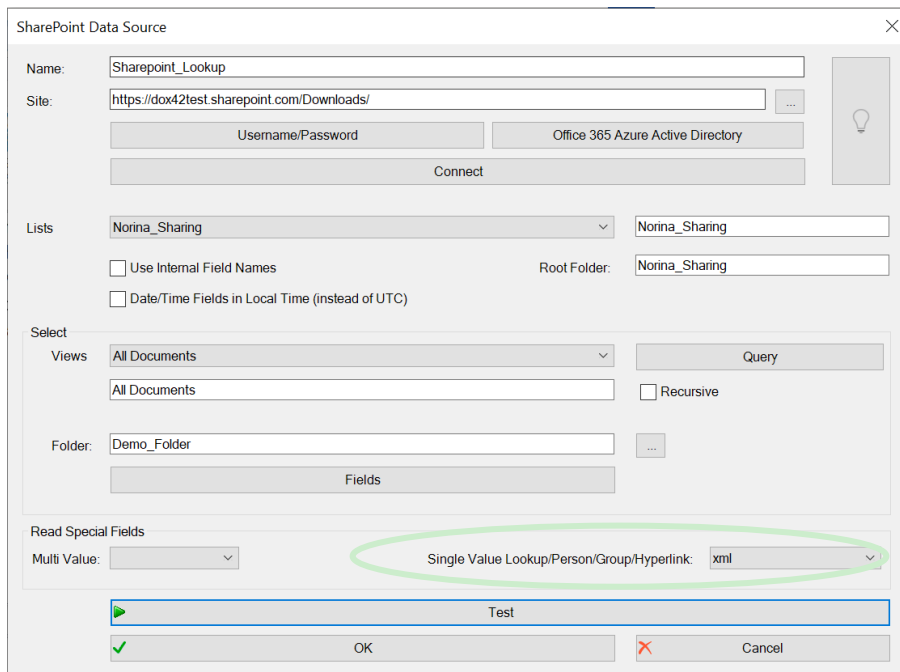 SharePoint Data Source
Name: Sharepoint_Lookup
Site: https://dox42test.sharepoint.com/Downloads/ ...
Username/Password Office 365 Azure Active Directory
Connect
Lists Norina_Sharing Norina_Sharing
Use Internal Field Names Root Folder: Norina_Sharing
Date/Time Fields in Local Time (instead of UTC)
Select
Views All Documents Query
All Documents Recursive
Folder: Demo_Folder ...
Fields
Read Special Fields
Multi Value: Single Value Lookup/Person/Group/Hyperlink: xml
Test
OK Cancel